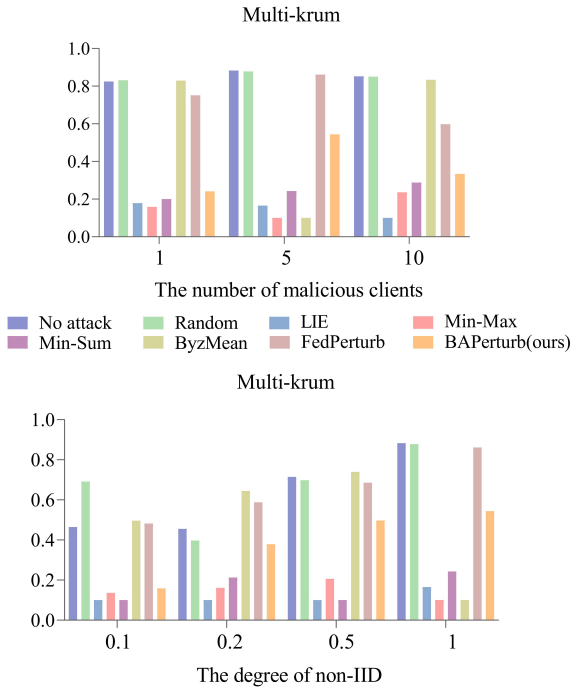 Multi-krum
1.0
0.8
0.6
0.4
0.2
0.0
1 5 10
The number of malicious clients
No attack Random LIE Min-Max
Min-Sum ByzMean FedPerturb BAPerturb(ours)
Multi-krum
1.0
0.8
0.6
0.4
0.2
0.0
0.1 0.2 0.5 1
The degree of non-IID